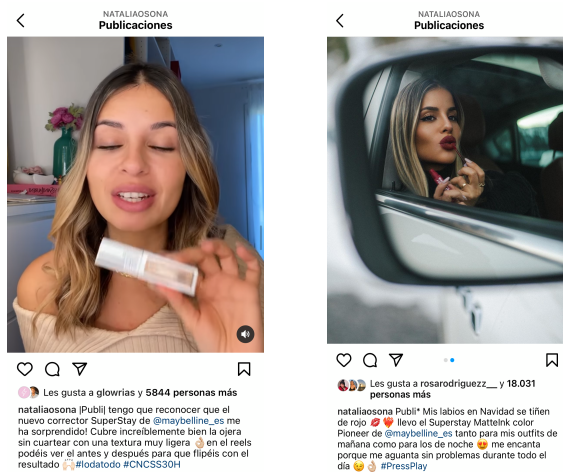 NATALIAOSONA
Publicaciones
Les gusta a glowrias y 5844 personas más
nataliaosona |Publi| tengo que reconocer que el
nuevo corrector SuperStay de @maybelline_es me
ha sorprendido! Cubre increíblemente bien la ojera
sin cuartear con una textura muy ligera 👌🏻 en el reels
podéis ver el antes y después para que flipéis con el
resultado 🙌🏻 #lodatodo #CNCSS30H
NATALIAOSONA
Publicaciones
Les gusta a rosarodriguezz__ y 18.031
personas más
nataliaosona Publi* Mis labios en Navidad se tiñen
de rojo 💋❤️‍🔥 llevo el Superstay MatteInk color
Pioneer de @maybelline_es tanto para mis outfits de
mañana como para los de noche 😍 me encanta
porque me aguanta sin problemas durante todo el
día 😉👌🏻 #PressPlay